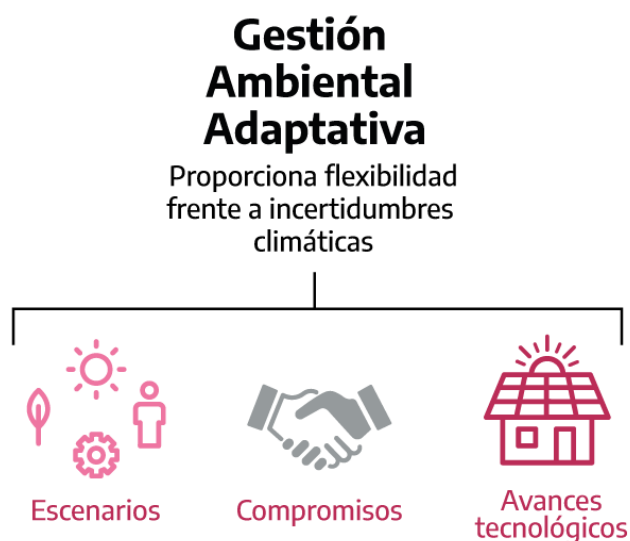 Gestión
Ambiental
Adaptativa
Proporciona flexibilidad
frente a incertidumbres
climáticas
Escenarios
Compromisos
Avances
tecnológicos